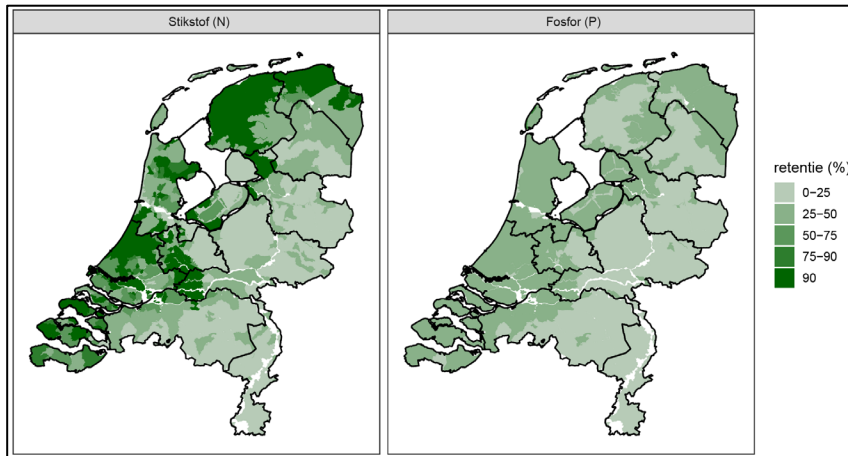 Stikstof (N)
Fosfor (P)
retentie (%)
0−25
25−50
50−75
75−90
90